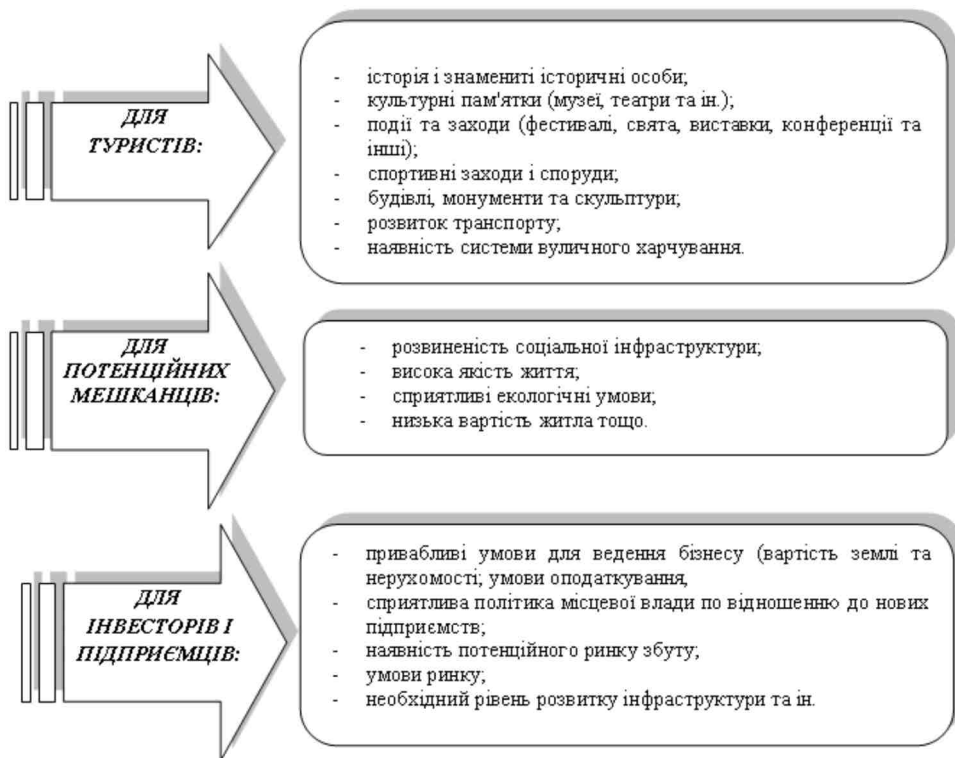 ДЛЯ
ТУРИСТІВ:
- історія і знамениті історичні особи;
- культурні пам'ятки (музеї, театри та ін.);
- події та заходи (фестивалі, свята, виставки, конференції та
інші);
- спортивні заходи і споруди;
- будівлі, монументи та скульптури;
- розвиток транспорту;
- наявність системи вуличного харчування.
ДЛЯ
ПОТЕНЦІЙНИХ
МЕШКАНЦІВ:
- розвиненість соціальної інфраструктури;
- висока якість життя;
- сприятливі екологічні умови;
- низька вартість житла тощо.
ДЛЯ
ІНВЕСТОРІВ І
ПІДПРИЄМЦІВ:
- привабливі умови для ведення бізнесу (вартість землі та
нерухомості; умови оподаткування,
- сприятлива політика місцевої влади по відношенню до нових
підприємств;
- наявність потенційного ринку збуту;
- умови ринку;
- необхідний рівень розвитку інфраструктури та ін.